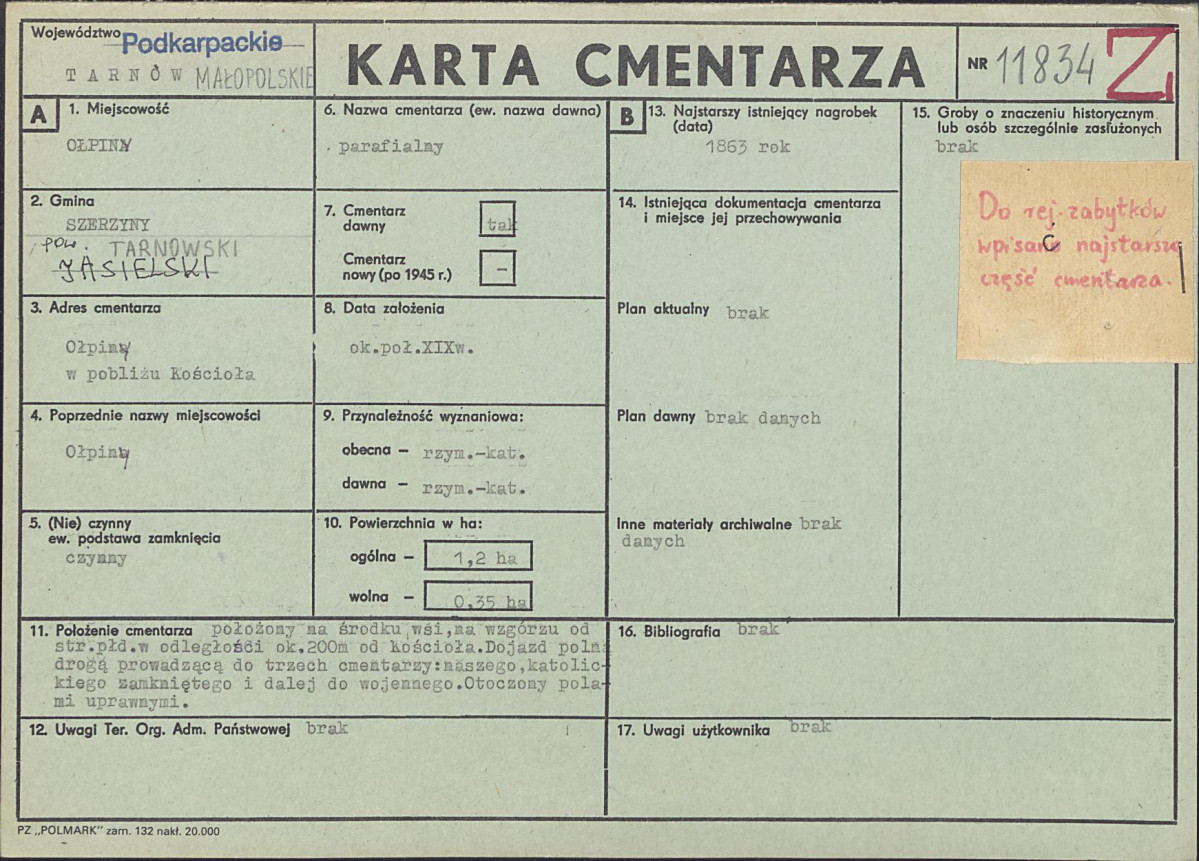 Województwo Podkarpackie
TARNÓW MAŁOPOLSKIE
KARTA CMENTARZA
NR 11834 Z
A
1. Miejscowość
OŁPINY
2. Gmina
SZERZYNY
pow. TARNOWSKI
JASIELSKI
3. Adres cmentarza
Ołpiny
w pobliżu Kościoła
4. Poprzednie nazwy miejscowości
Ołpiny
5. (Nie) czynny
ew. podstawa zamknięcia
czynny
6. Nazwa cmentarza (ew. nazwa dawna)
parafialny
7. Cmentarz
dawny tak
Cmentarz
nowy (po 1945 r.) –
8. Data założenia
ok.poł.XIXw.
9. Przynależność wyznaniowa:
obecna – rzym.-kat.
dawna – rzym.-kat.
10. Powierzchnia w ha:
ogólna – 1,2 ha
wolna – 0,35 ha
B
13. Najstarszy istniejący nagrobek
(data)
1863 rok
14. Istniejąca dokumentacja cmentarza
i miejsce jej przechowywania
Plan aktualny brak
Plan dawny brak danych
Inne materiały archiwalne brak
danych
15. Groby o znaczeniu historycznym
lub osób szczególnie zasłużonych
brak
Do rej. zabytków
wpisać najstarszą
część cmentarza.
11. Położenie cmentarza położony na środku wsi,na wzgórzu od
str.płd.w odległości ok.200m od Kościoła.Dojazd polną
drogą prowadzącą do trzech cmentarzy:naszego,katolic-
kiego zamkniętego i dalej do wojennego.Otoczony pola-
mi uprawnymi.
16. Bibliografia brak
12. Uwagi Ter. Org. Adm. Państwowej brak
17. Uwagi użytkownika brak
PZ „POLMARK” zam. 132 nakł. 20.000